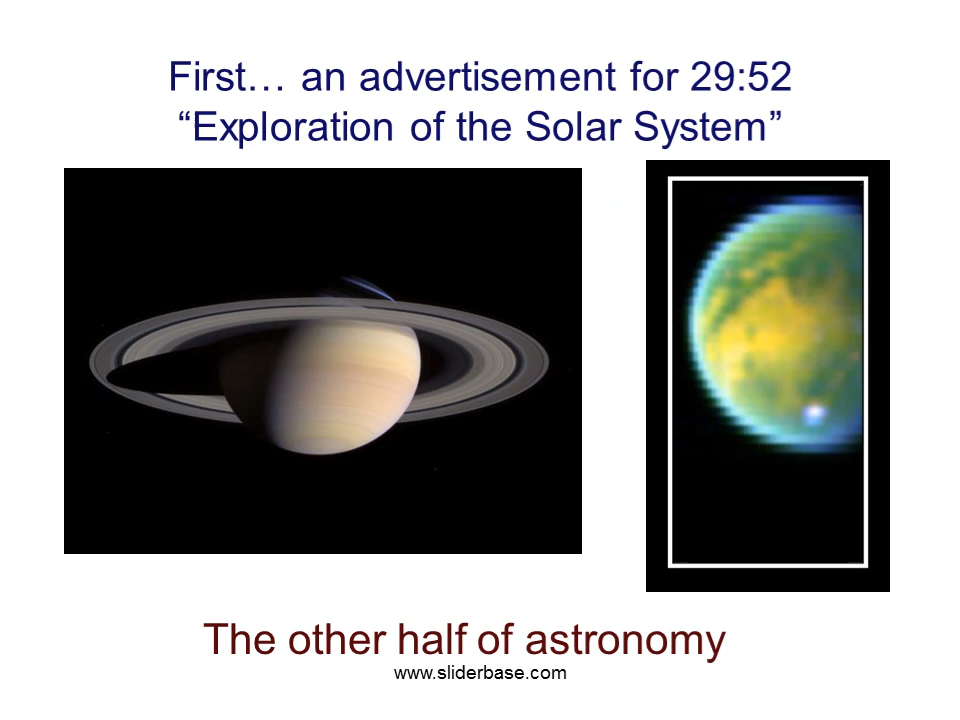 First… an advertisement for 29:52
“Exploration of the Solar System”
The other half of astronomy
www.sliderbase.com